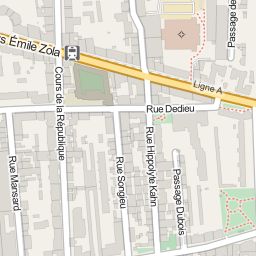 Passage de
s Émile Zola
Cours de la République
Ligne A
Rue Dedieu
Rue Mansard
Rue Songieu
Rue Hippolyte Kahn
Passage Dubois